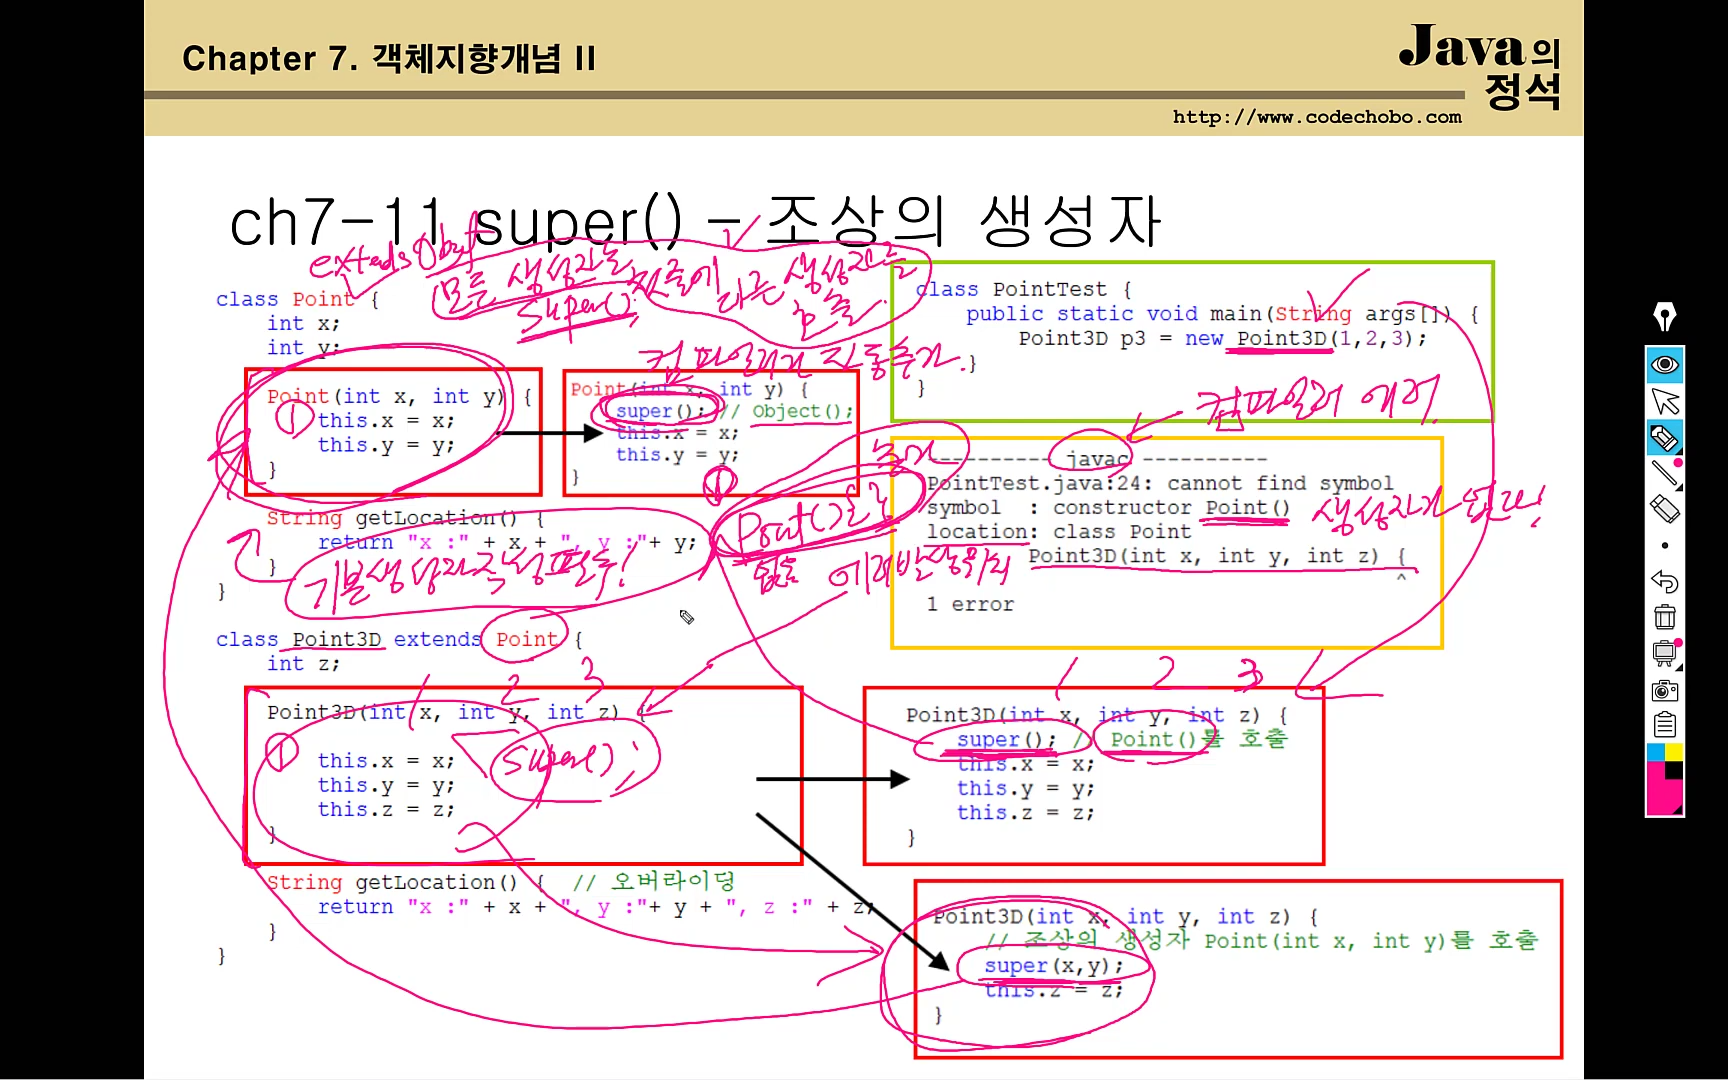 Chapter 7. 객체지향개념 II
Java의
정석
http://www.codechobo.com
ch7-11 super() - 조상의 생성자
extends Object
모든 생성자는 첫줄에 다른 생성자를
super(); 호출
class Point {
int x;
int y;
Point(int x, int y) {
① this.x = x;
this.y = y;
}
컴파일러가 자동추가.
Point(int x, int y) {
super(); // Object();
this.x = x;
this.y = y;
}
String getLocation() {
return "x :" + x + ", y :"+ y;
}
}
기본생성자 작성 필수!
① Point()
없음
에러발생
class PointTest {
public static void main(String args[]) {
Point3D p3 = new Point3D(1,2,3);
}
}
컴파일러 에러!
---------- javac ----------
PointTest.java:24: cannot find symbol
symbol  : constructor Point()
생성자가 없다!
location: class Point
Point3D(int x, int y, int z) {
^
1 error
class Point3D extends Point {
int z;
1 2 3
Point3D(int x, int y, int z) {
super();
① this.x = x;
this.y = y;
this.z = z;
}
1 2 3
Point3D(int x, int y, int z) {
super(); // Point()를 호출
this.x = x;
this.y = y;
this.z = z;
}
String getLocation() {  // 오버라이딩
return "x :" + x + ", y :"+ y + ", z :" + z;
}
}
Point3D(int x, int y, int z) {
// 조상의 생성자 Point(int x, int y)를 호출
super(x,y);
this.z = z;
}